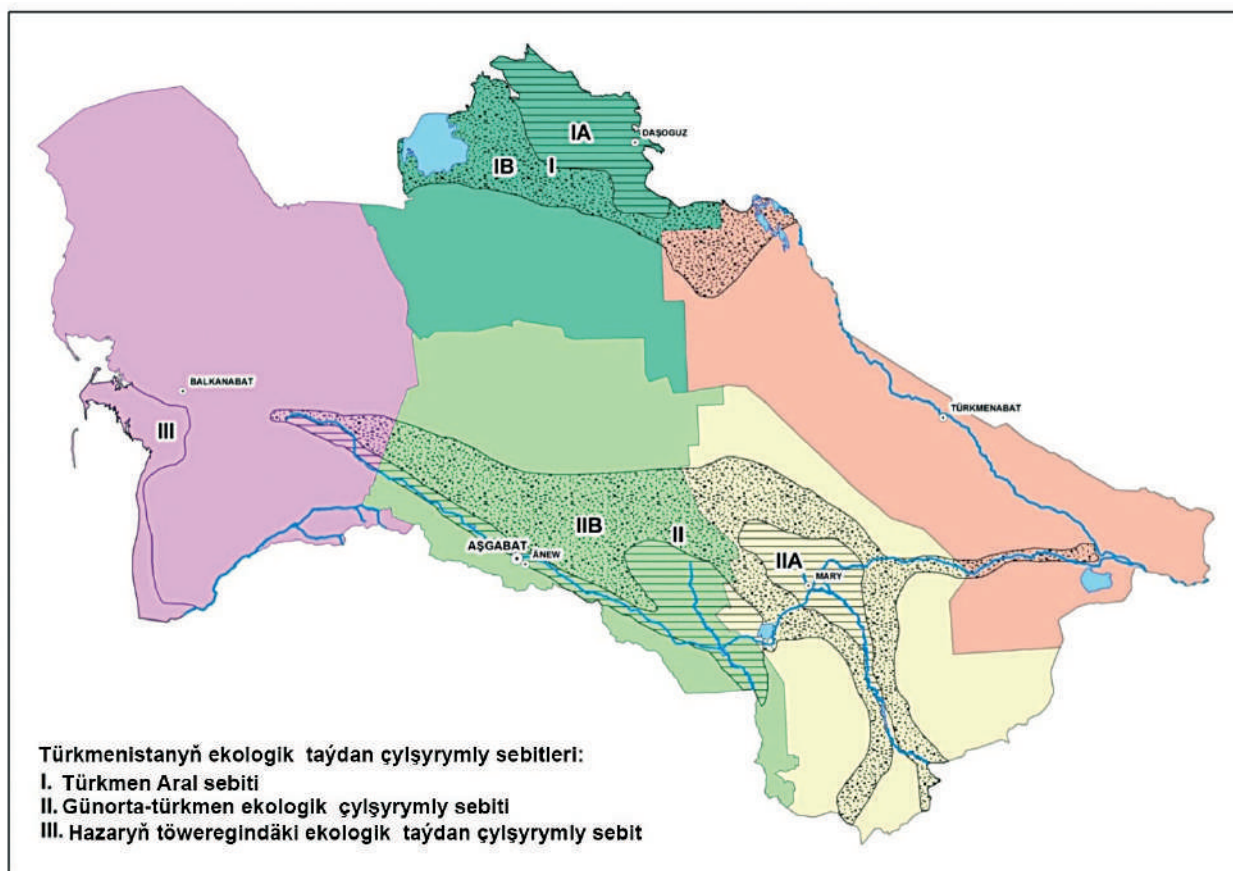 IA
DAŞOGUZ
IB
I
BALKANABAT
TÜRKMENABAT
III
IIB
II
AŞGABAT
ÄNEW
IIA
MARY
Türkmenistanyň ekologik taýdan çylsyrymly sebitleri:
I. Türkmen Aral sebiti
II. Günorta-türkmen ekologik çylşyrymly sebiti
III. Hazaryň töweregindäki ekologik taýdan çylşyrymly sebit